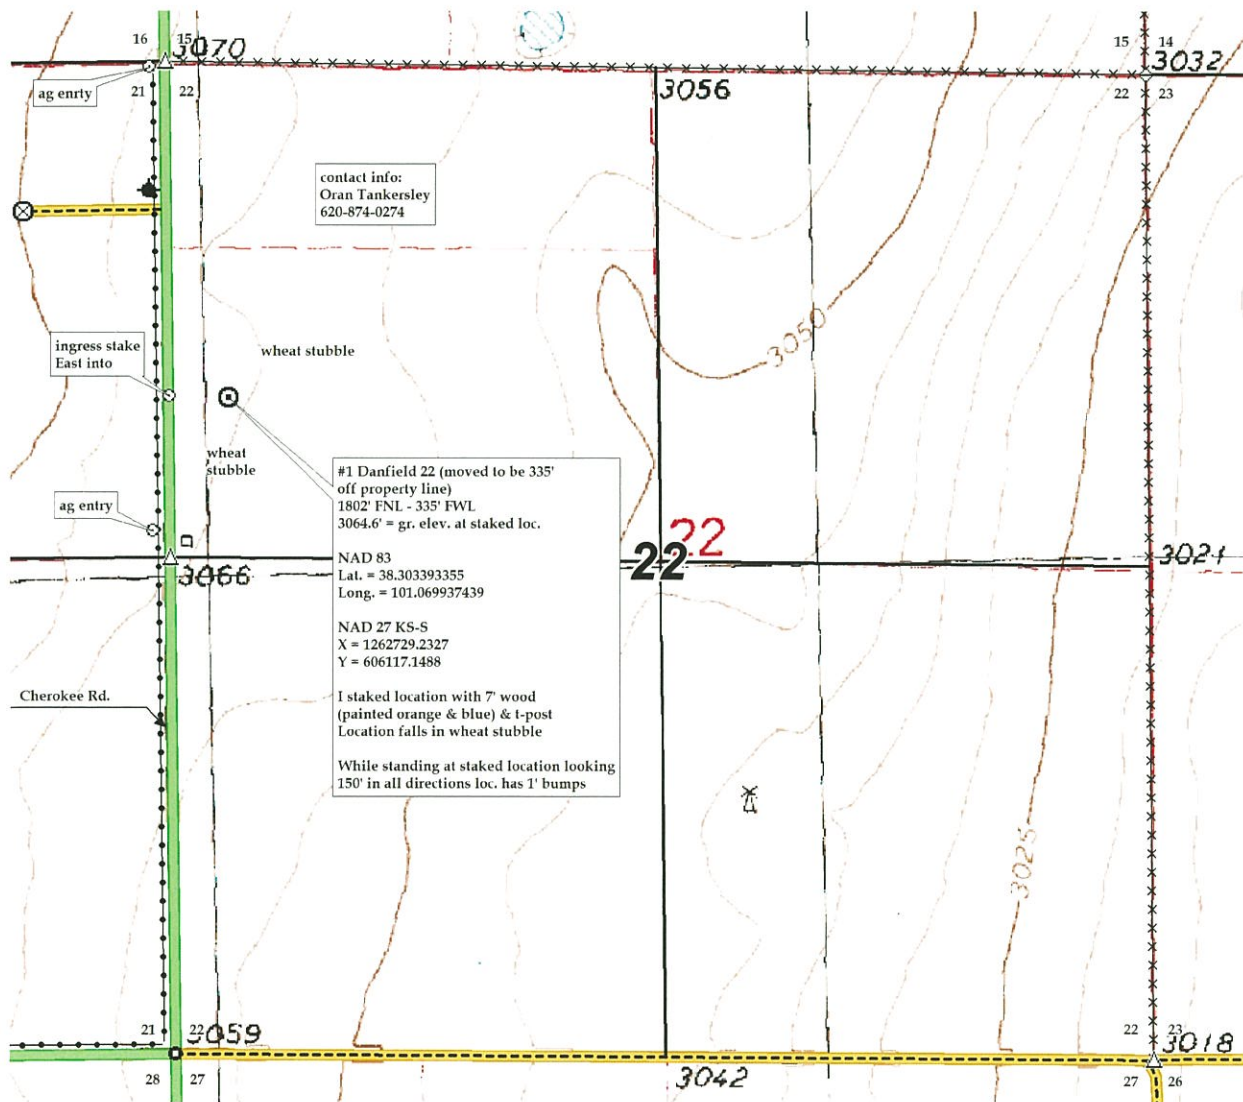 16 15
3070
15 14
3032
ag enrty
21 22
3056
22 23
contact info:
Oran Tankersley
620-874-0274
3050
ingress stake
East into
wheat stubble
wheat
stubble
#1 Danfield 22 (moved to be 335'
off property line)
1802' FNL - 335' FWL
3064.6' = gr. elev. at staked loc.
NAD 83
Lat. = 38.303393355
Long. = 101.069937439
NAD 27 KS-S
X = 1262729.2327
Y = 606117.1488
I staked location with 7' wood
(painted orange & blue) & t-post
Location falls in wheat stubble
While standing at staked location looking
150' in all directions loc. has 1' bumps
ag entry
22
22
3021
3066
Cherokee Rd.
3025
21 22
3059
22 23
3018
28 27
3042
27 26